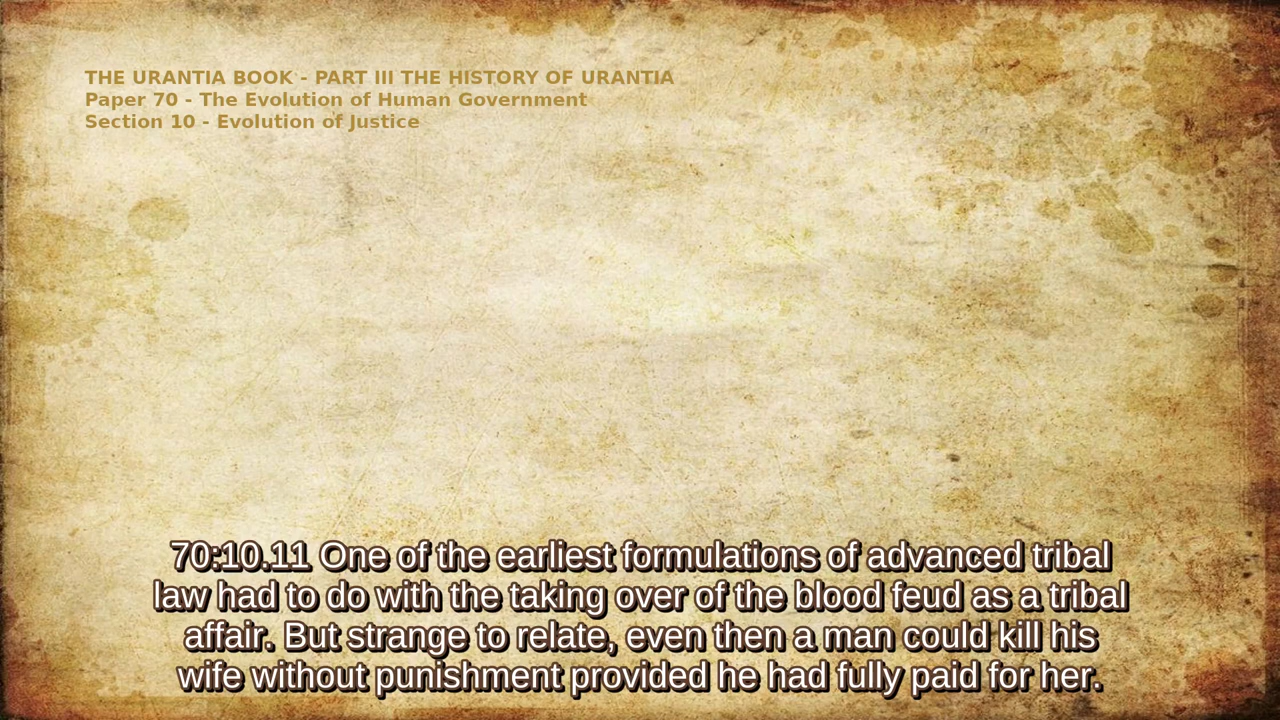 THE URANTIA BOOK - PART III THE HISTORY OF URANTIA
Paper 70 - The Evolution of Human Government
Section 10 - Evolution of Justice
70:10.11 One of the earliest formulations of advanced tribal
law had to do with the taking over of the blood feud as a tribal
affair. But strange to relate, even then a man could kill his
wife without punishment provided he had fully paid for her.